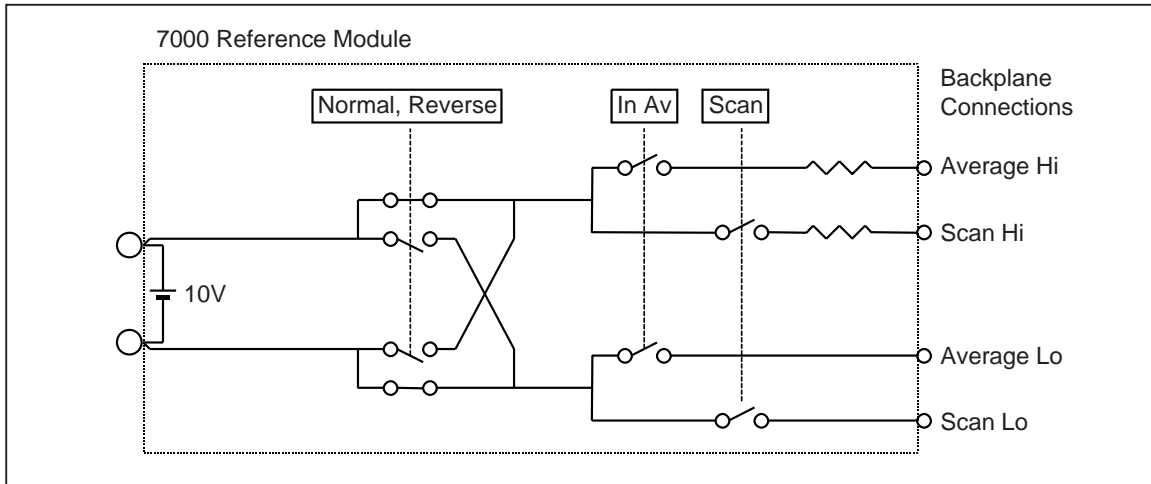 7000 Reference Module
Backplane
Connections
Normal, Reverse
In Av
Scan
Average Hi
Scan Hi
10V
Average Lo
Scan Lo